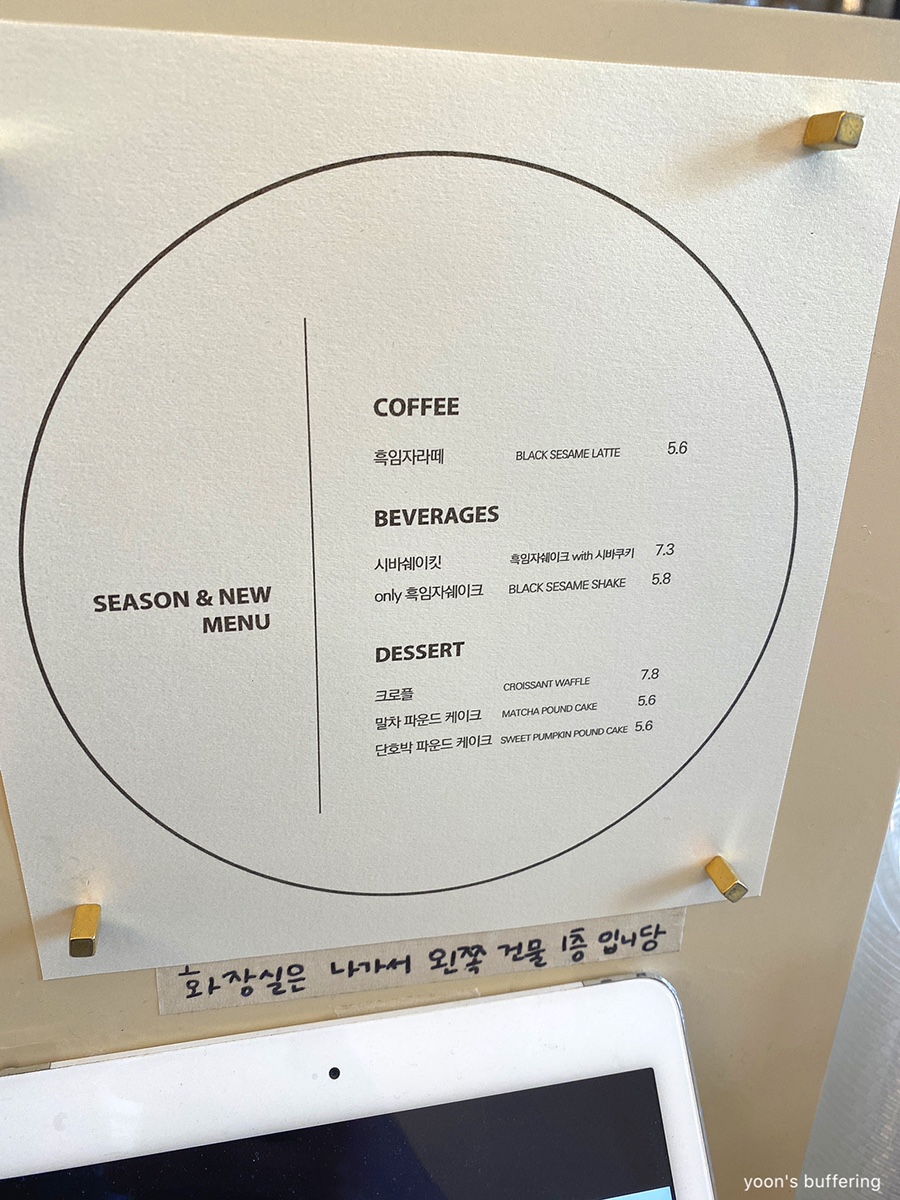 SEASON & NEW
MENU
COFFEE
흑임자라떼 BLACK SESAME LATTE 5.6
BEVERAGES
시바쉐이킷 흑임자쉐이크 with 시바쿠키 7.3
only 흑임자쉐이크 BLACK SESAME SHAKE 5.8
DESSERT
크로플 CROISSANT WAFFLE 7.8
말차 파운드 케이크 MATCHA POUND CAKE 5.6
단호박 파운드 케이크 SWEET PUMPKIN POUND CAKE 5.6
화장실은 나가서 왼쪽 건물 1층 입니당
yoon's buffering